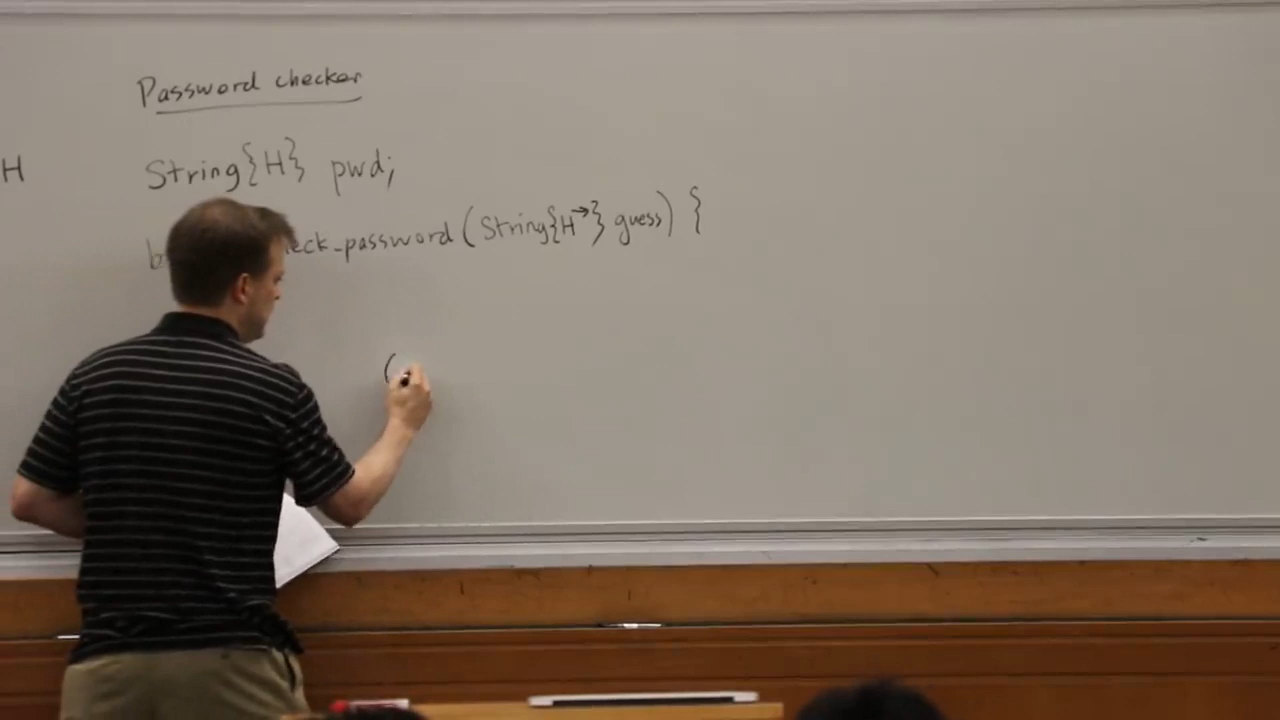 Password checker
H
String{H} pwd;
eck_password (String{H→} guess) {
(